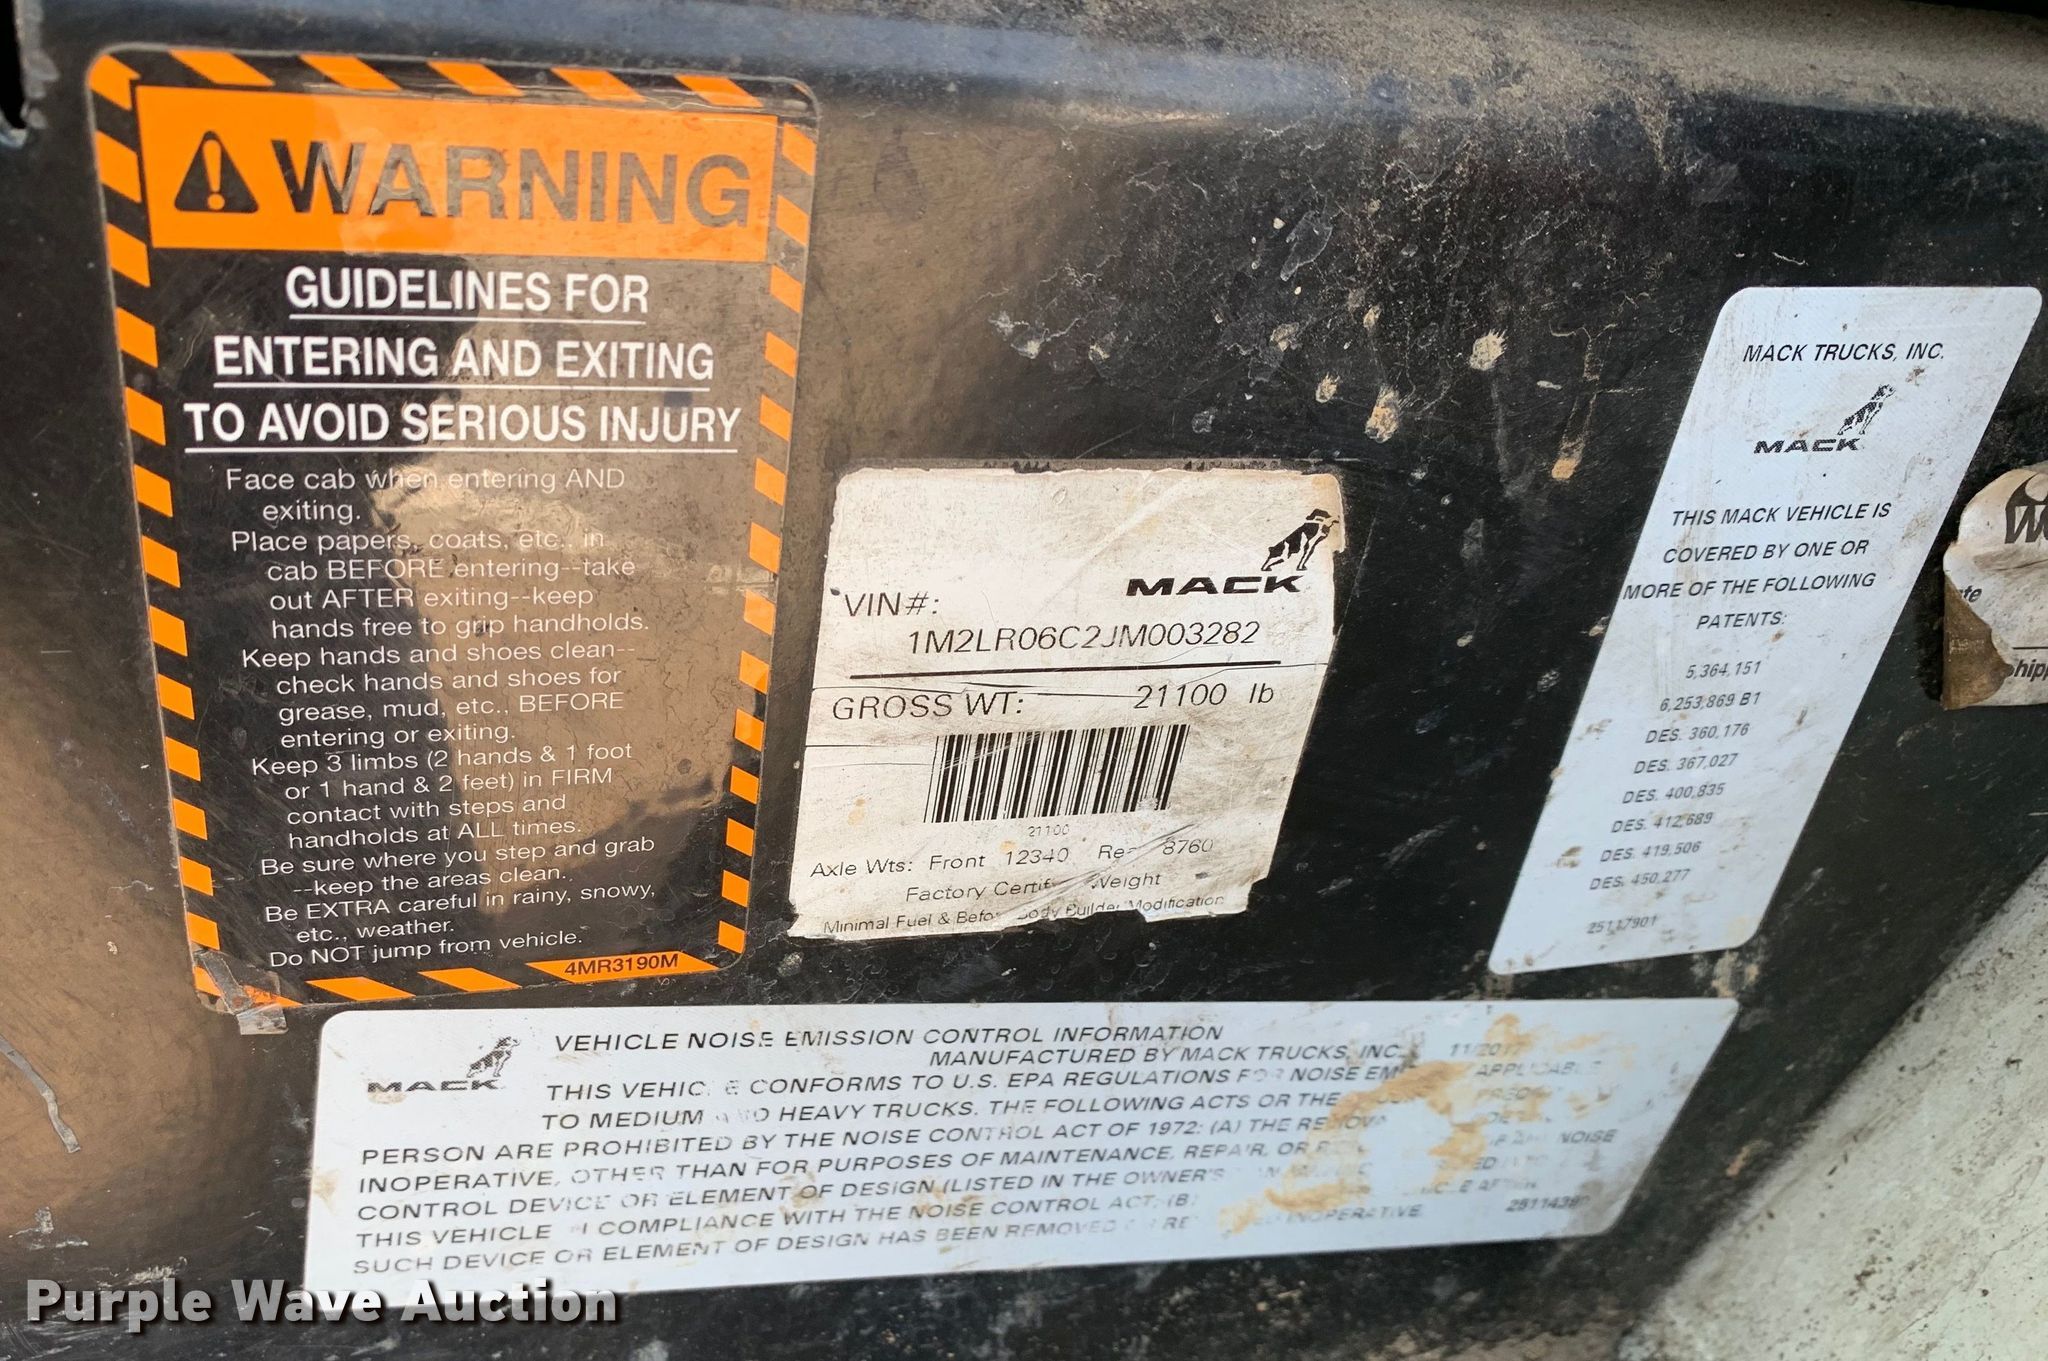 WARNING
GUIDELINES FOR
ENTERING AND EXITING
TO AVOID SERIOUS INJURY
Face cab when entering AND
exiting.
Place papers, coats, etc., in
cab BEFORE entering--take
out AFTER exiting--keep
hands free to grip handholds.
Keep hands and shoes clean--
check hands and shoes for
grease, mud, etc., BEFORE
entering or exiting.
Keep 3 limbs (2 hands & 1 foot
or 1 hand & 2 feet) in FIRM
contact with steps and
handholds at ALL times.
Be sure where you step and grab
--keep the areas clean.
Be EXTRA careful in rainy, snowy,
etc., weather.
Do NOT jump from vehicle.
4MR3190M
MACK
VIN#:
1M2LR06C2JM003282
GROSS WT: 21100 lb
21100
Axle Wts: Front 12340 8760
Factory Weight
Minimal Fuel & Body Builder Modification
MACK TRUCKS, INC.
MACK
THIS MACK VEHICLE IS
COVERED BY ONE OR
MORE OF THE FOLLOWING
PATENTS:
5,364,151
6,253,869 B1
DES. 360,176
DES. 367,027
DES. 400,835
DES. 412,689
DES. 419,506
DES. 450,277
25117901
MACK
VEHICLE NOISE EMISSION CONTROL INFORMATION
MANUFACTURED BY MACK TRUCKS, INC.
THIS VEHICLE CONFORMS TO U.S. EPA REGULATIONS FOR NOISE APPLICABLE
TO MEDIUM HEAVY TRUCKS. THE FOLLOWING ACTS OR THE
PERSON ARE PROHIBITED BY THE NOISE CONTROL ACT OF 1972: (A) THE
INOPERATIVE, OTHER THAN FOR PURPOSES OF MAINTENANCE, REPAIR, OR NOISE
CONTROL DEVICE OR ELEMENT OF DESIGN (LISTED IN THE OWNER'S
THIS VEHICLE COMPLIANCE WITH THE NOISE CONTROL ACT, (B)
SUCH DEVICE OR ELEMENT OF DESIGN HAS BEEN REMOVED INOPERATIVE.
Purple Wave Auction